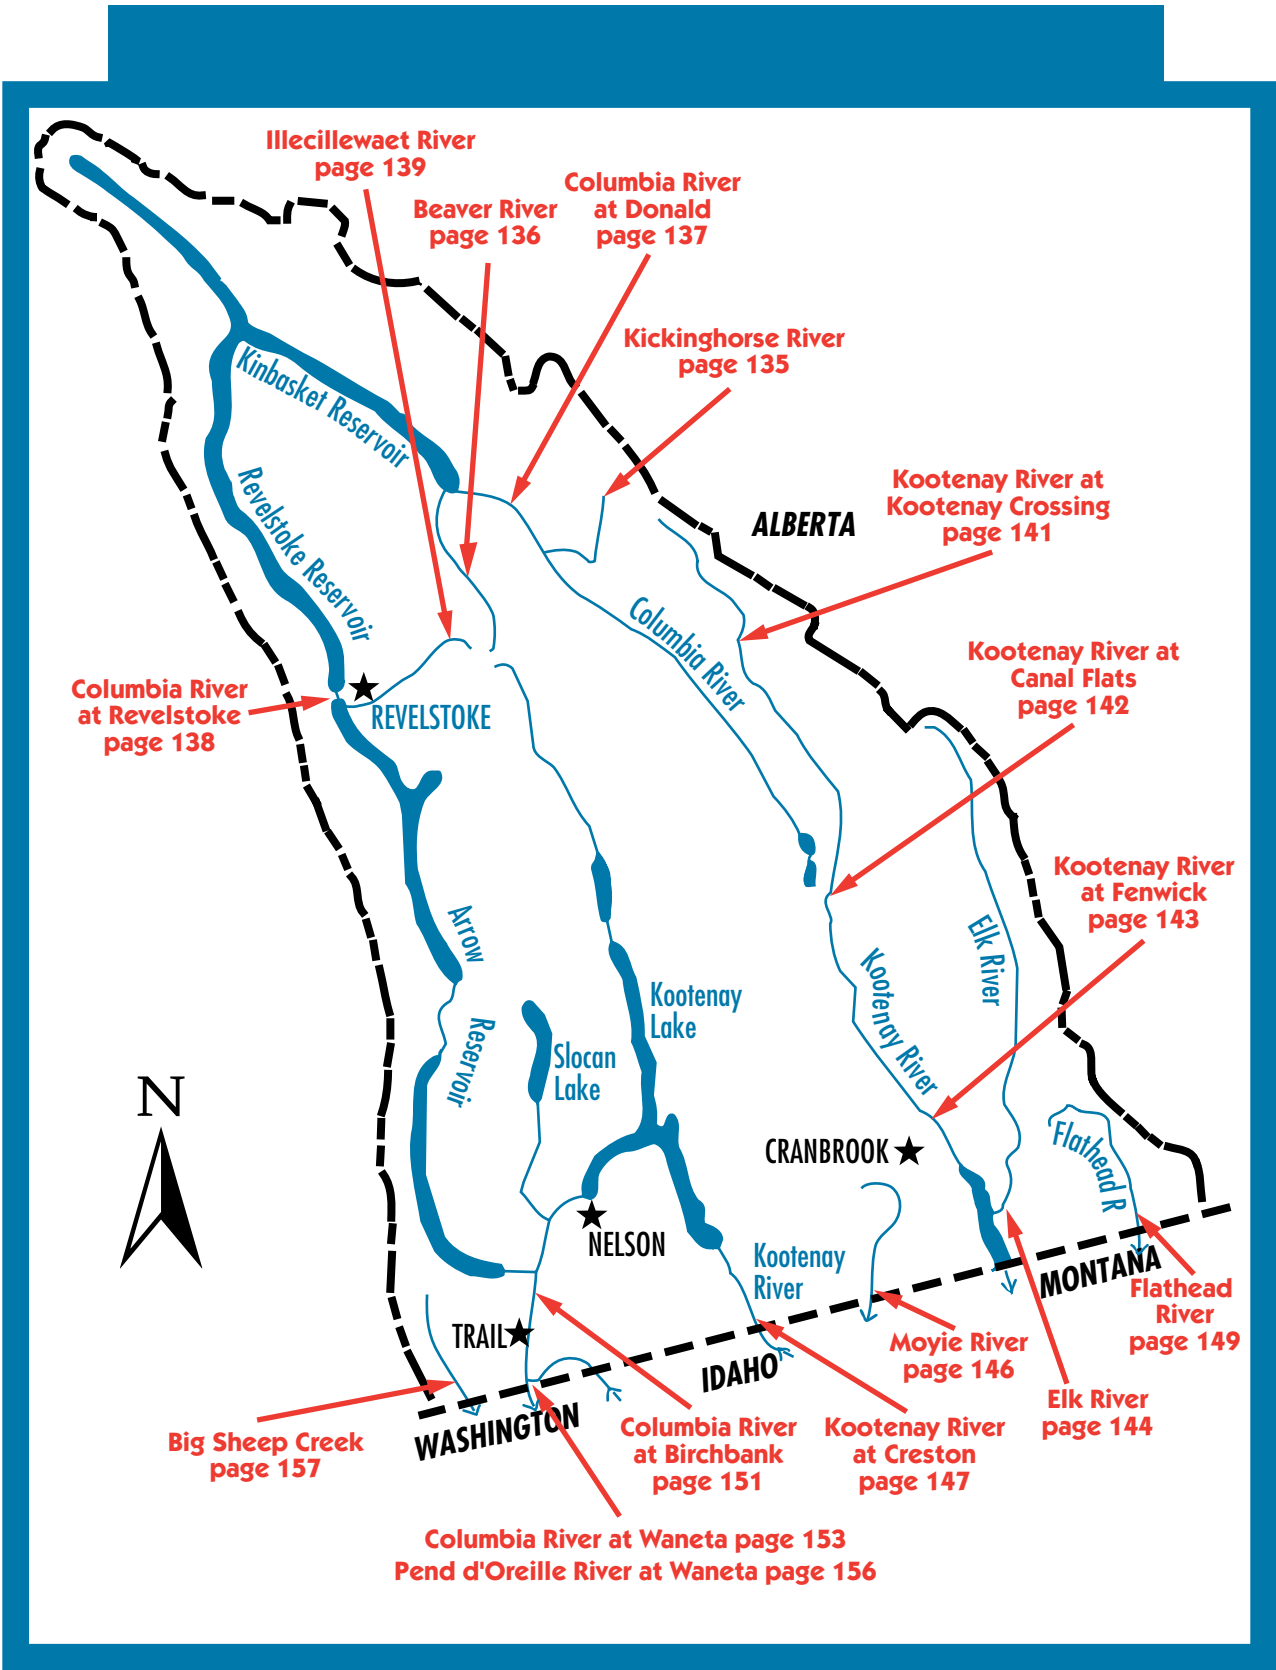 Illecillewaet River
page 139
Beaver River
page 136
Columbia River
at Donald
page 137
Kickinghorse River
page 135
Kinbasket Reservoir
Revelstoke Reservoir
ALBERTA
Kootenay River at
Kootenay Crossing
page 141
Columbia River
Kootenay River at
Canal Flats
page 142
Columbia River
at Revelstoke
page 138
REVELSTOKE
Kootenay River
at Fenwick
page 143
Arrow
Reservoir
Elk River
Kootenay River
Kootenay
Lake
Slocan
Lake
N
CRANBROOK
Flathead R
NELSON
Kootenay
River
MONTANA
Flathead
River
page 149
TRAIL
IDAHO
Moyie River
page 146
Elk River
page 144
WASHINGTON
Big Sheep Creek
page 157
Columbia River
at Birchbank
page 151
Kootenay River
at Creston
page 147
Columbia River at Waneta page 153
Pend d'Oreille River at Waneta page 156